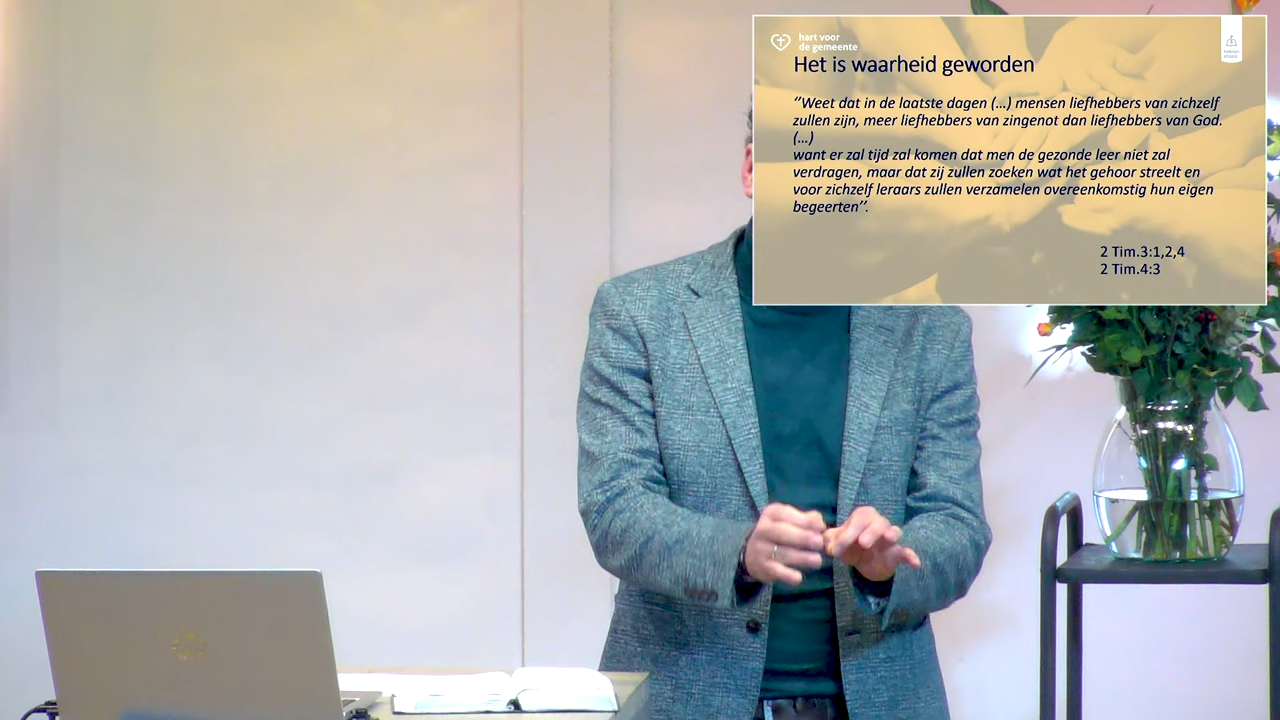 hart voor
de gemeente
Het is waarheid geworden
‘’Weet dat in de laatste dagen (…) mensen liefhebbers van zichzelf
zullen zijn, meer liefhebbers van zingenot dan liefhebbers van God.
(…)
want er zal tijd zal komen dat men de gezonde leer niet zal
verdragen, maar dat zij zullen zoeken wat het gehoor streelt en
voor zichzelf leraars zullen verzamelen overeenkomstig hun eigen
begeerten’’.
2 Tim.3:1,2,4
2 Tim.4:3